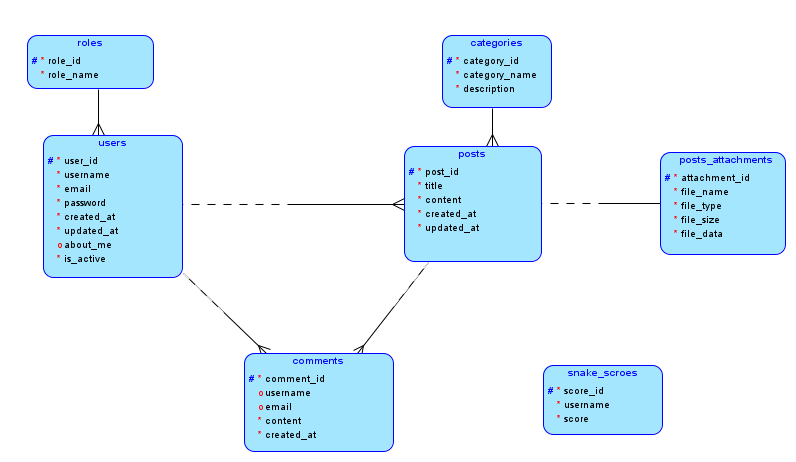 roles
# * role_id
* role_name
categories
# * category_id
* category_name
* description
users
# * user_id
* username
* email
* password
* created_at
* updated_at
o about_me
* is_active
posts
# * post_id
* title
* content
* created_at
* updated_at
posts_attachments
# * attachment_id
* file_name
* file_type
* file_size
* file_data
comments
# * comment_id
o username
o email
* content
* created_at
snake_scroes
# * score_id
* username
* score